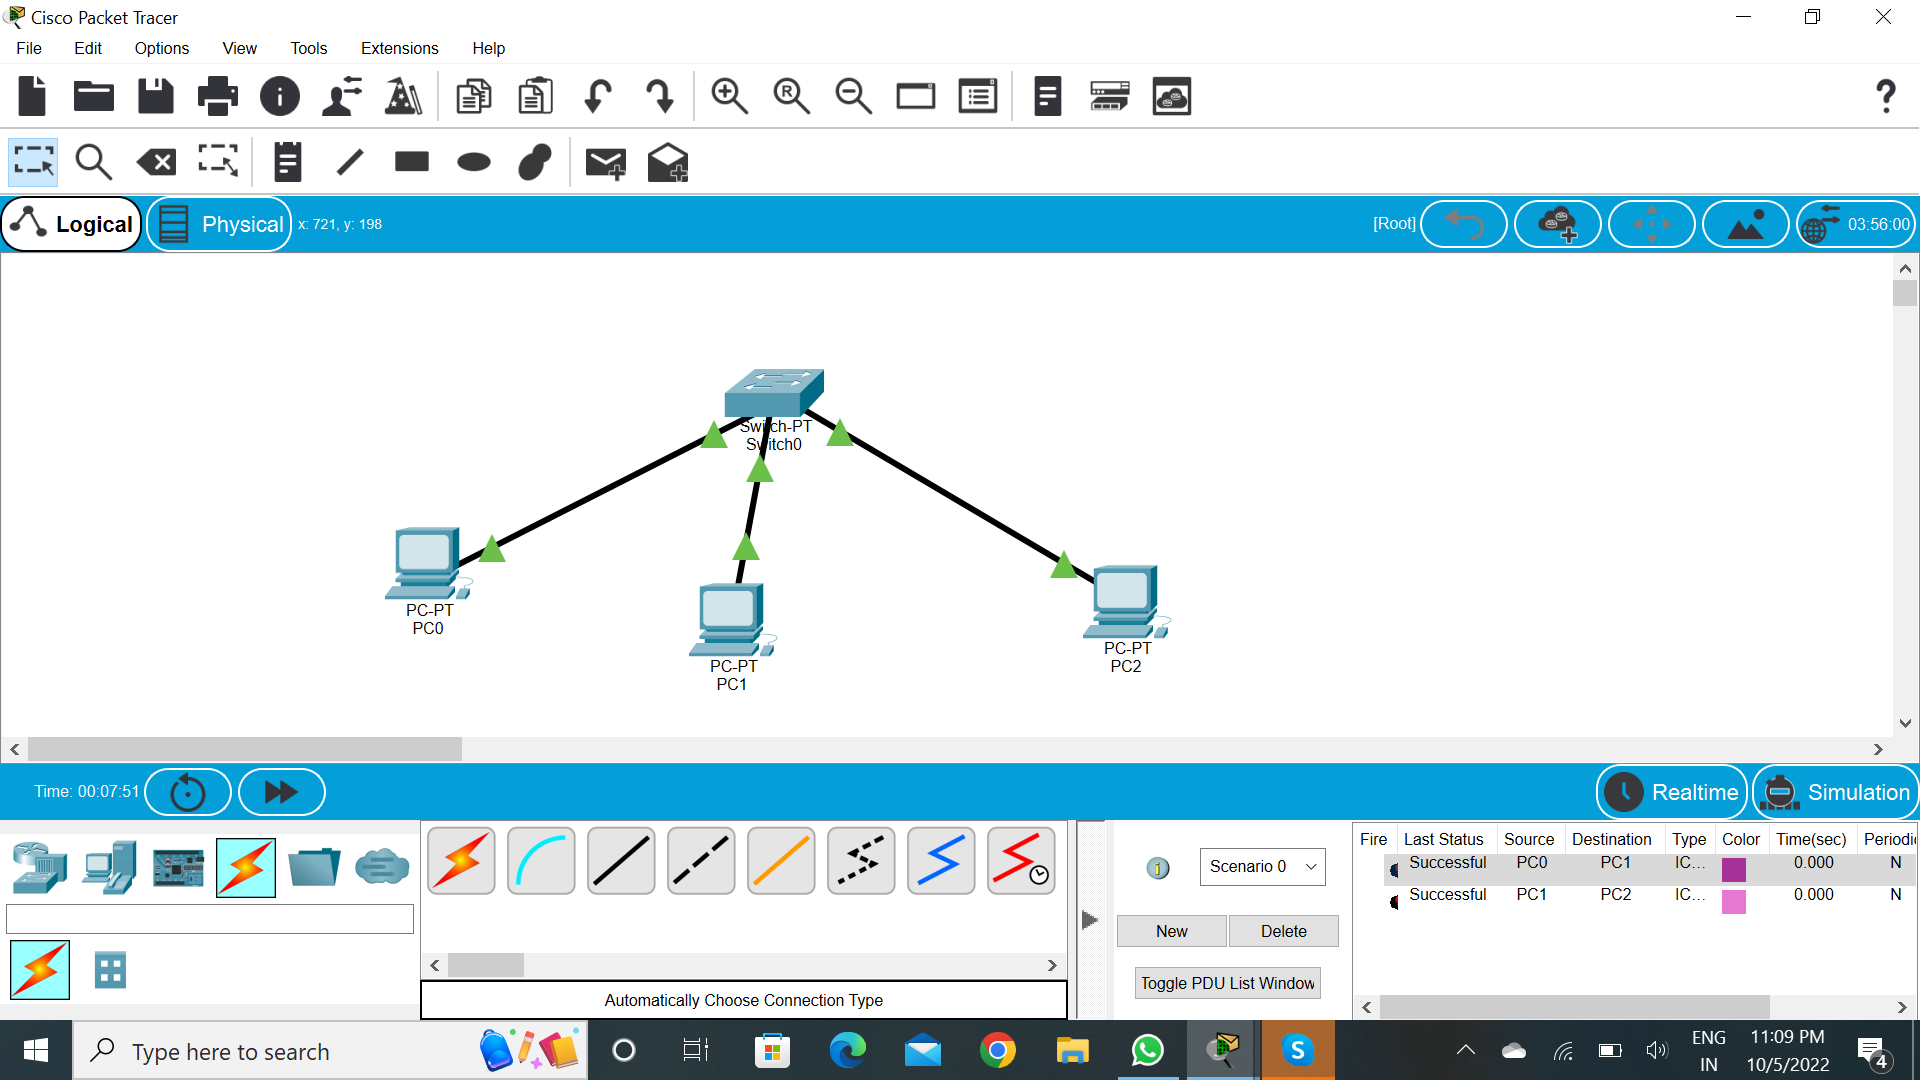 Cisco Packet Tracer
File Edit Options View Tools Extensions Help
Logical Physical x: 721, y: 198 [Root] 03:56:00
Switch-PT
Switch0
PC-PT
PC0
PC-PT
PC1
PC-PT
PC2
Time: 00:07:51 Realtime Simulation
Fire Last Status Source Destination Type Color Time(sec) Periodi
Successful PC0 PC1 IC... 0.000 N
Successful PC1 PC2 IC... 0.000 N
Scenario 0
New Delete
Toggle PDU List Window
Automatically Choose Connection Type
Type here to search
ENG
IN
11:09 PM
10/5/2022
4